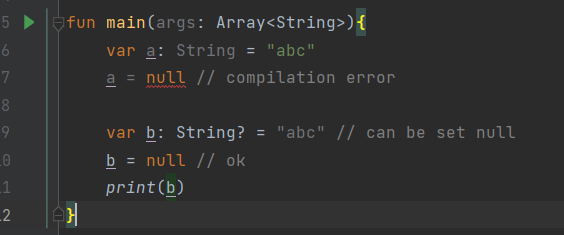 5 fun main(args: Array<String>){
6 var a: String = "abc"
7 a = null // compilation error
8
9 var b: String? = "abc" // can be set null
10 b = null // ok
11 print(b)
12 }